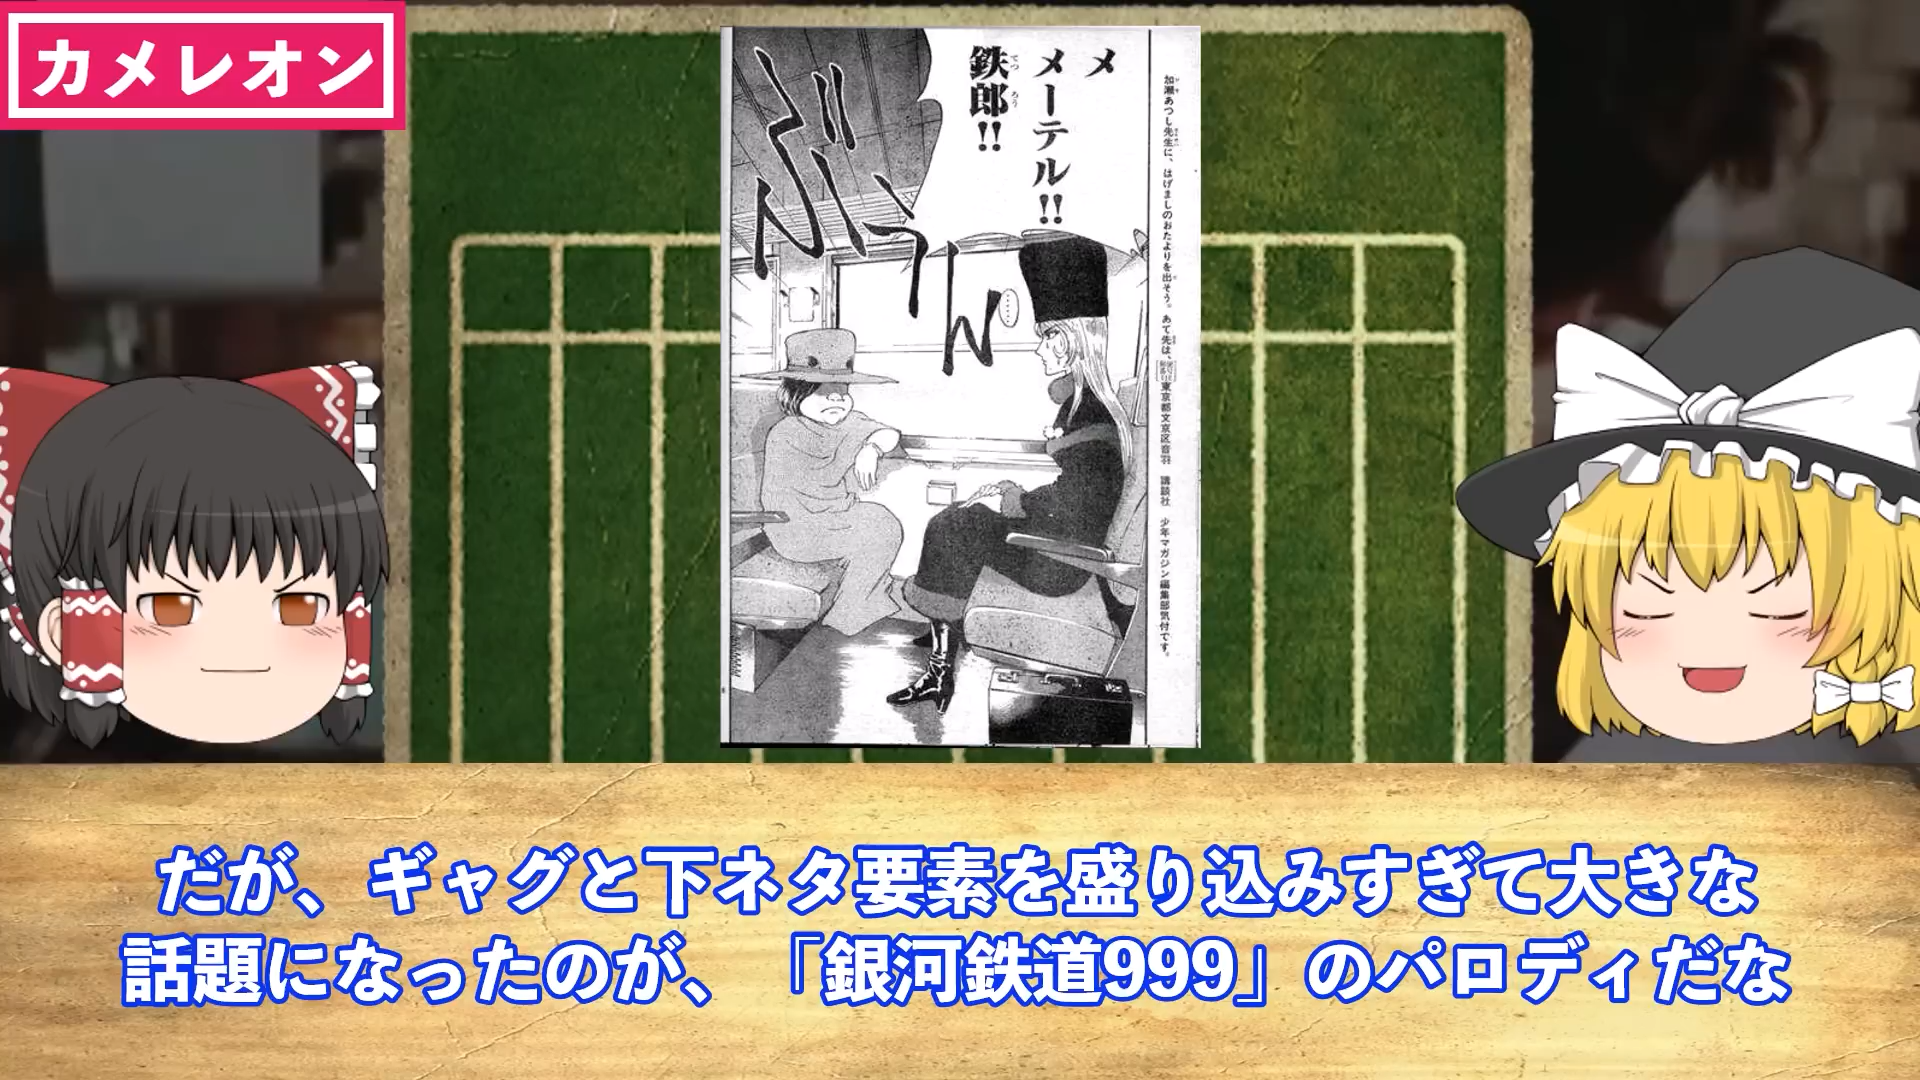 カメレオン
メ
メーテル!!
鉄郎!!
てつ
ろう
加瀬あつし先生に、はげましのおたよりを出そう。あて先は、
東京都文京区音羽 講談社 少年マガジン編集部気付です。
……
だが、ギャグと下ネタ要素を盛り込みすぎて大きな
話題になったのが、「銀河鉄道999」のパロディだな